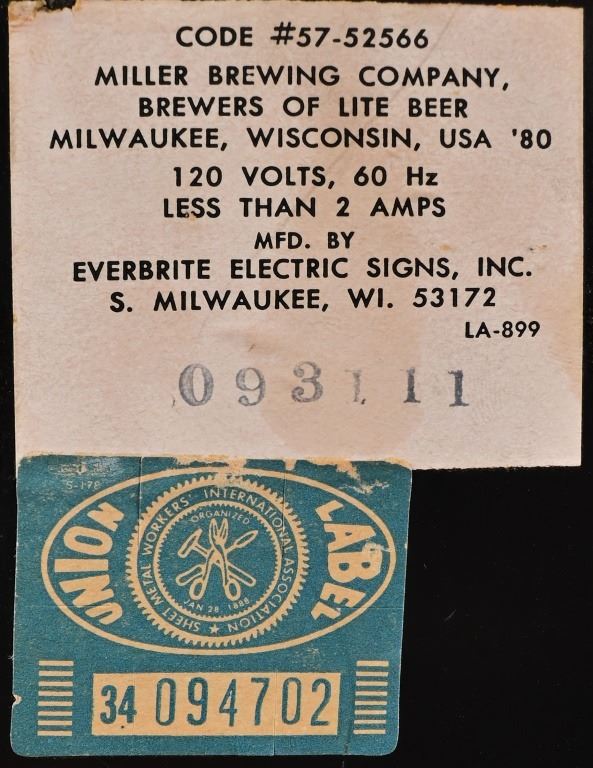 CODE #57-52566
MILLER BREWING COMPANY,
BREWERS OF LITE BEER
MILWAUKEE, WISCONSIN, USA '80
120 VOLTS, 60 Hz
LESS THAN 2 AMPS
MFD. BY
EVERBRITE ELECTRIC SIGNS, INC.
S. MILWAUKEE, WI. 53172
LA-899
093111
S-178
UNION LABEL
SHEET METAL WORKERS' INTERNATIONAL ASSOCIATION
ORGANIZED
JAN 28, 1888
34 094702